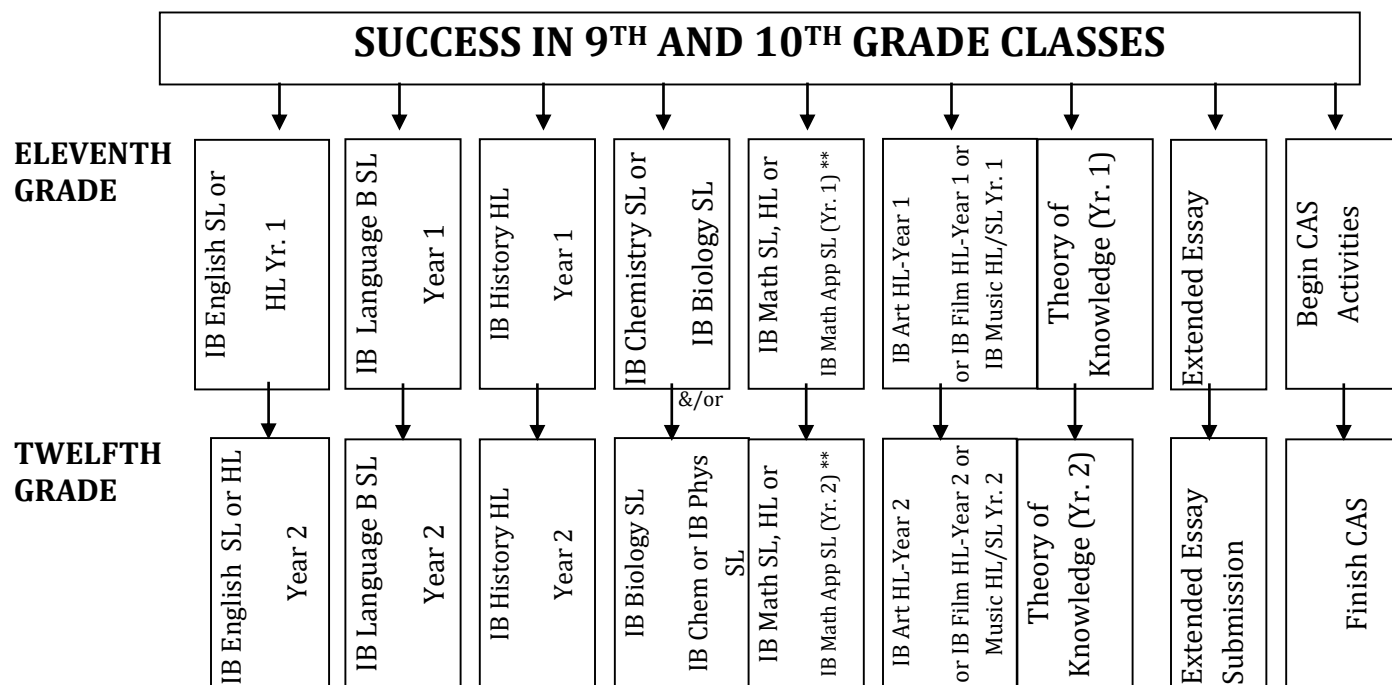 SUCCESS IN 9TH AND 10TH GRADE CLASSES
ELEVENTH
GRADE
IB English SL or
HL Yr. 1
IB Language B SL
Year 1
IB History HL
Year 1
IB Chemistry SL or
IB Biology SL
IB Math SL, HL or
IB Math App SL (Yr. 1) **
IB Art HL-Year 1
or IB Film HL-Year 1 or
IB Music HL/SL Yr. 1
Theory of
Knowledge (Yr. 1)
Extended Essay
Begin CAS
Activities
&/or
TWELFTH
GRADE
IB English SL or HL
Year 2
IB Language B SL
Year 2
IB History HL
Year 2
IB Biology SL
IB Chem or IB Phys
SL
IB Math SL, HL or
IB Math App SL (Yr. 2) **
IB Art HL-Year 2
or IB Film HL-Year 2 or
Music HL/SL Yr. 2
Theory of
Knowledge (Yr. 2)
Extended Essay
Submission
Finish CAS